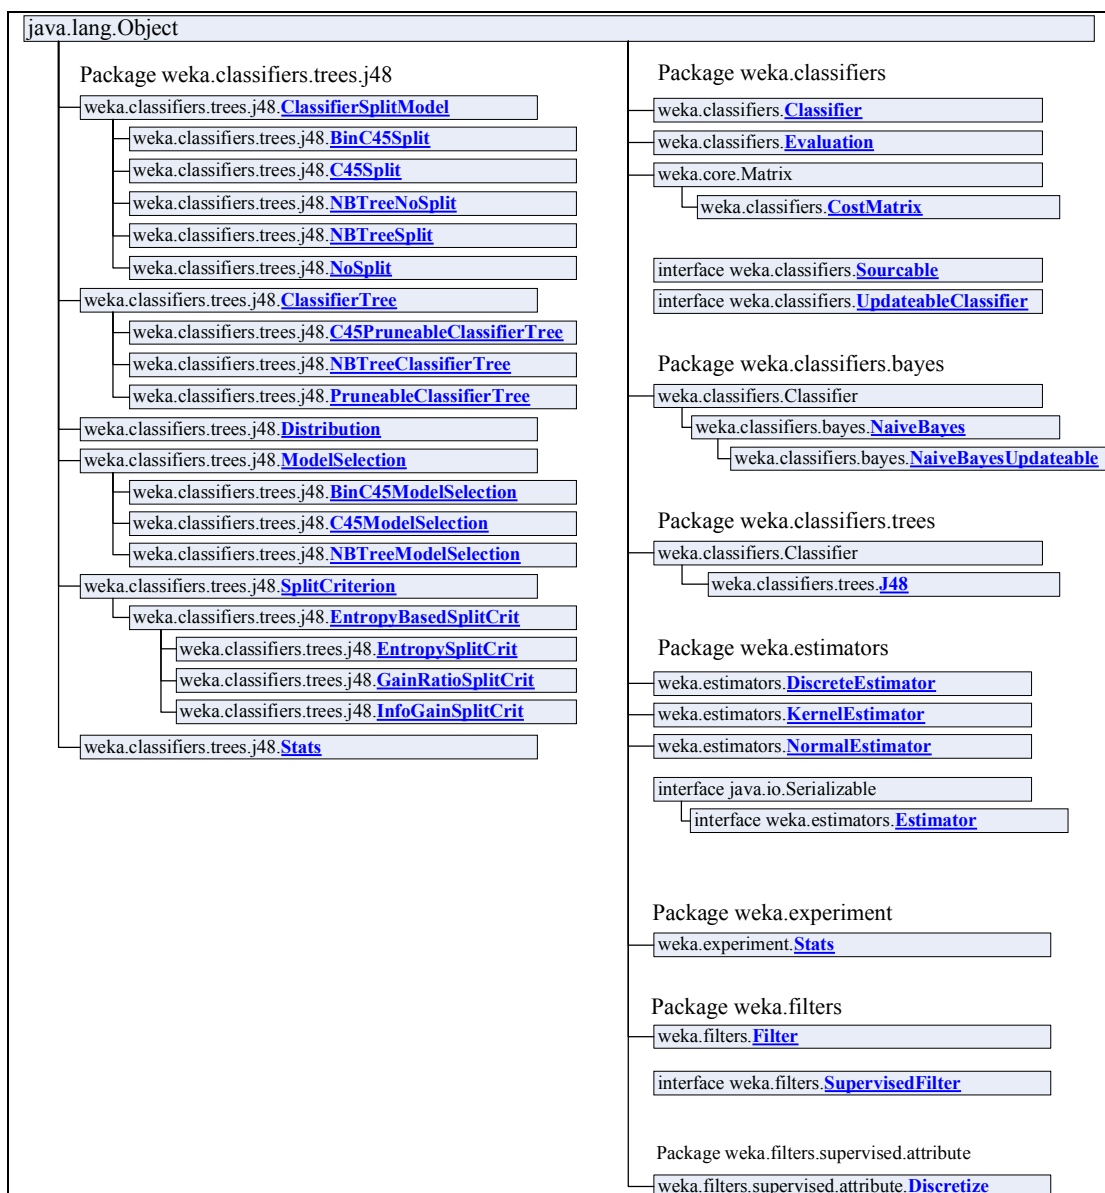 java.lang.Object
Package weka.classifiers.trees.j48
weka.classifiers.trees.j48.ClassifierSplitModel
weka.classifiers.trees.j48.BinC45Split
weka.classifiers.trees.j48.C45Split
weka.classifiers.trees.j48.NBTreeNoSplit
weka.classifiers.trees.j48.NBTreeSplit
weka.classifiers.trees.j48.NoSplit
weka.classifiers.trees.j48.ClassifierTree
weka.classifiers.trees.j48.C45PruneableClassifierTree
weka.classifiers.trees.j48.NBTreeClassifierTree
weka.classifiers.trees.j48.PruneableClassifierTree
weka.classifiers.trees.j48.Distribution
weka.classifiers.trees.j48.ModelSelection
weka.classifiers.trees.j48.BinC45ModelSelection
weka.classifiers.trees.j48.C45ModelSelection
weka.classifiers.trees.j48.NBTreeModelSelection
weka.classifiers.trees.j48.SplitCriterion
weka.classifiers.trees.j48.EntropyBasedSplitCrit
weka.classifiers.trees.j48.EntropySplitCrit
weka.classifiers.trees.j48.GainRatioSplitCrit
weka.classifiers.trees.j48.InfoGainSplitCrit
weka.classifiers.trees.j48.Stats
Package weka.classifiers
weka.classifiers.Classifier
weka.classifiers.Evaluation
weka.core.Matrix
weka.classifiers.CostMatrix
interface weka.classifiers.Sourcable
interface weka.classifiers.UpdateableClassifier
Package weka.classifiers.bayes
weka.classifiers.Classifier
weka.classifiers.bayes.NaiveBayes
weka.classifiers.bayes.NaiveBayesUpdateable
Package weka.classifiers.trees
weka.classifiers.Classifier
weka.classifiers.trees.J48
Package weka.estimators
weka.estimators.DiscreteEstimator
weka.estimators.KernelEstimator
weka.estimators.NormalEstimator
interface java.io.Serializable
interface weka.estimators.Estimator
Package weka.experiment
weka.experiment.Stats
Package weka.filters
weka.filters.Filter
interface weka.filters.SupervisedFilter
Package weka.filters.supervised.attribute
weka.filters.supervised.attribute.Discretize